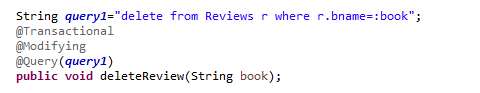 String query1="delete from Reviews r where r.bname=:book";
@Transactional
@Modifying
@Query(query1)
public void deleteReview(String book);